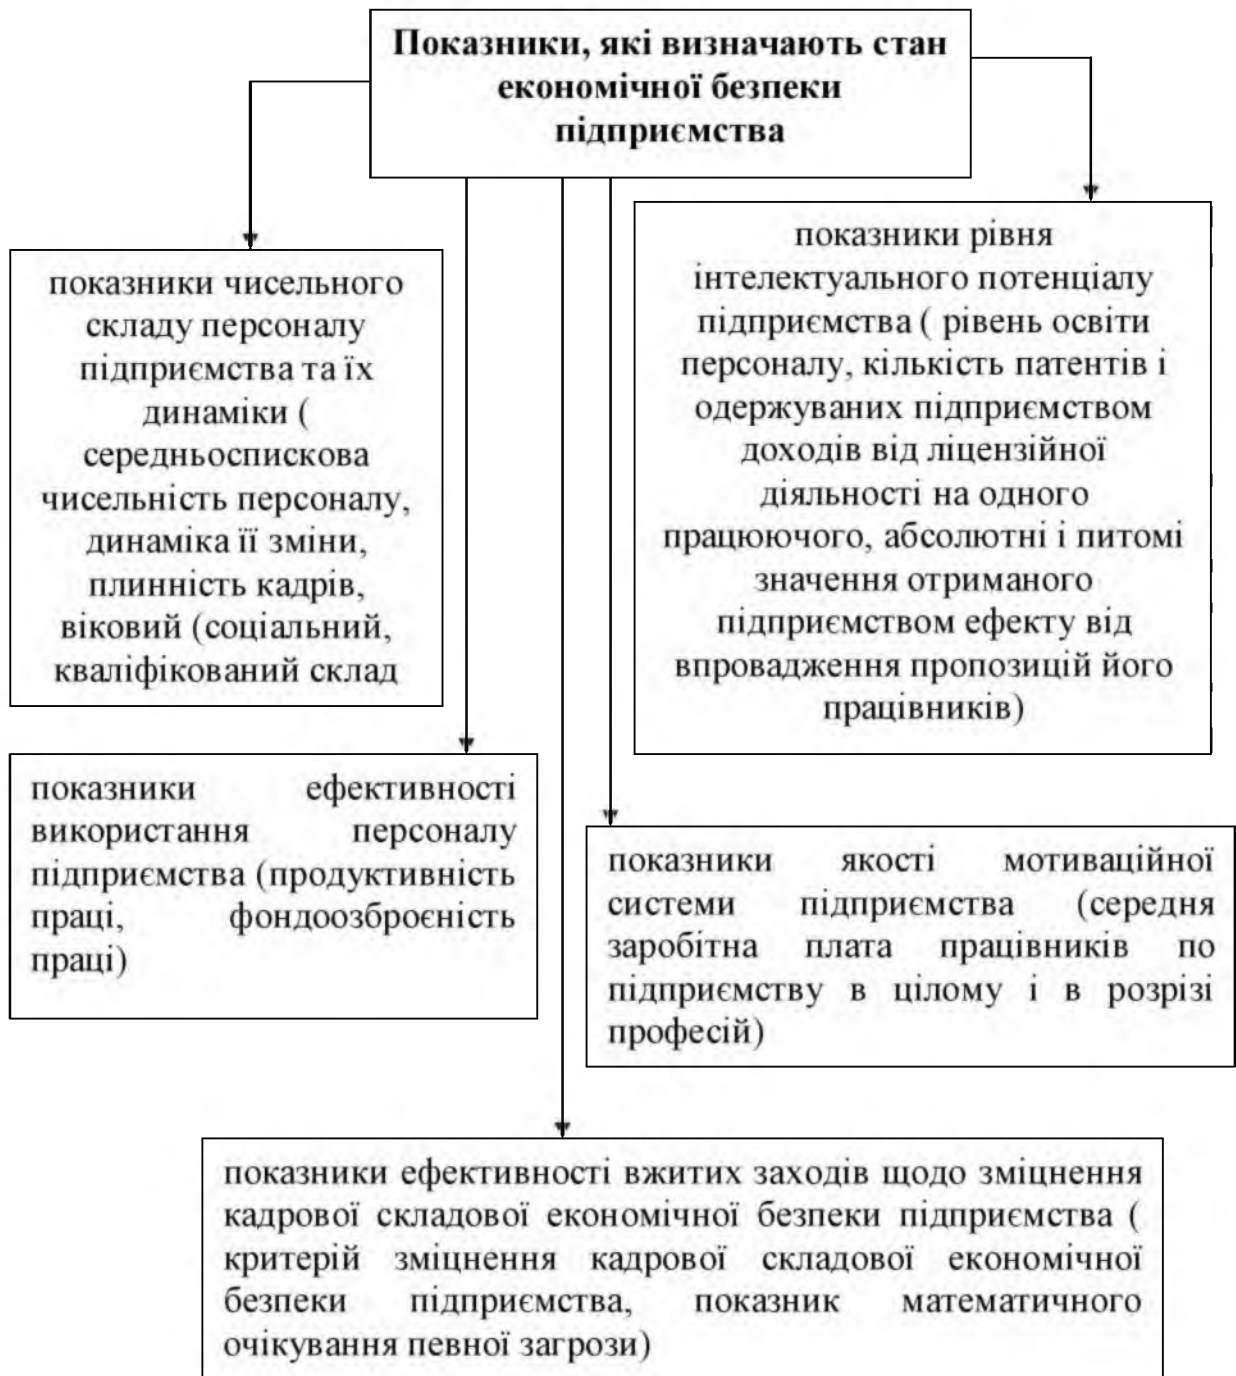 Показники, які визначають стан
економічної безпеки
підприємства
показники чисельного
складу персоналу
підприємства та їх
динаміки (
середньоспискова
чисельність персоналу,
динаміка її зміни,
плинність кадрів,
віковий (соціальний,
кваліфікований склад
показники рівня
інтелектуального потенціалу
підприємства ( рівень освіти
персоналу, кількість патентів і
одержуваних підприємством
доходів від ліцензійної
діяльності на одного
працюючого, абсолютні і питомі
значення отриманого
підприємством ефекту від
впровадження пропозицій його
працівників)
показники ефективності
використання персоналу
підприємства (продуктивність
праці, фондоозброєність
праці)
показники якості мотиваційної
системи підприємства (середня
заробітна плата працівників по
підприємству в цілому і в розрізі
професій)
показники ефективності вжитих заходів щодо зміцнення
кадрової складової економічної безпеки підприємства (
критерій зміцнення кадрової складової економічної
безпеки підприємства, показник математичного
очікування певної загрози)